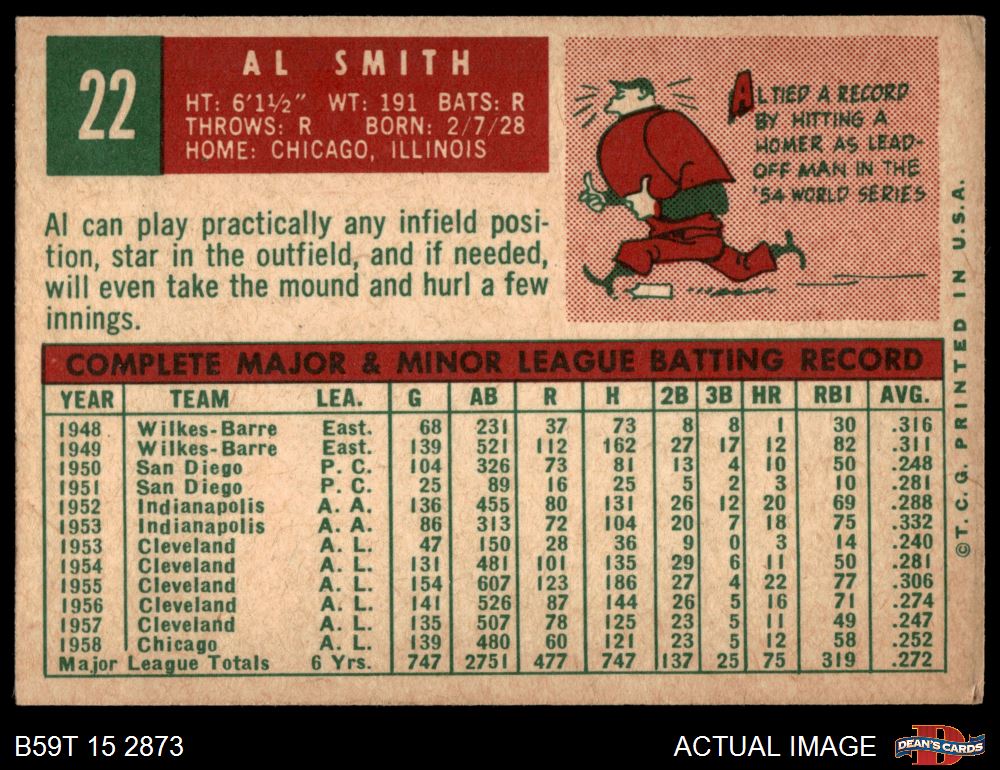 22
AL SMITH
HT: 6'1½" WT: 191 BATS: R
THROWS: R BORN: 2/7/28
HOME: CHICAGO, ILLINOIS
AL TIED A RECORD
BY HITTING A
HOMER AS LEAD-
OFF MAN IN THE
'54 WORLD SERIES
Al can play practically any infield posi-
tion, star in the outfield, and if needed,
will even take the mound and hurl a few
innings.
COMPLETE MAJOR & MINOR LEAGUE BATTING RECORD
YEAR TEAM LEA. G AB R H 2B 3B HR RBI AVG.
1948 Wilkes-Barre East. 68 231 37 73 8 8 1 30 .316
1949 Wilkes-Barre East. 139 521 112 162 27 17 12 82 .311
1950 San Diego P. C. 104 326 73 81 13 4 10 50 .248
1951 San Diego P. C. 25 89 16 25 5 2 3 10 .281
1952 Indianapolis A. A. 136 455 80 131 26 12 20 69 .288
1953 Indianapolis A. A. 86 313 72 104 20 7 18 75 .332
1953 Cleveland A. L. 47 150 28 36 9 0 3 14 .240
1954 Cleveland A. L. 131 481 101 135 29 6 11 50 .281
1955 Cleveland A. L. 154 607 123 186 27 4 22 77 .306
1956 Cleveland A. L. 141 526 87 144 26 5 16 71 .274
1957 Cleveland A. L. 135 507 78 125 23 5 11 49 .247
1958 Chicago A. L. 139 480 60 121 23 5 12 58 .252
Major League Totals 6 Yrs. 747 2751 477 747 137 25 75 319 .272
©T. C. G. PRINTED IN U.S.A.
B59T 15 2873
ACTUAL IMAGE
DEAN'S CARDS